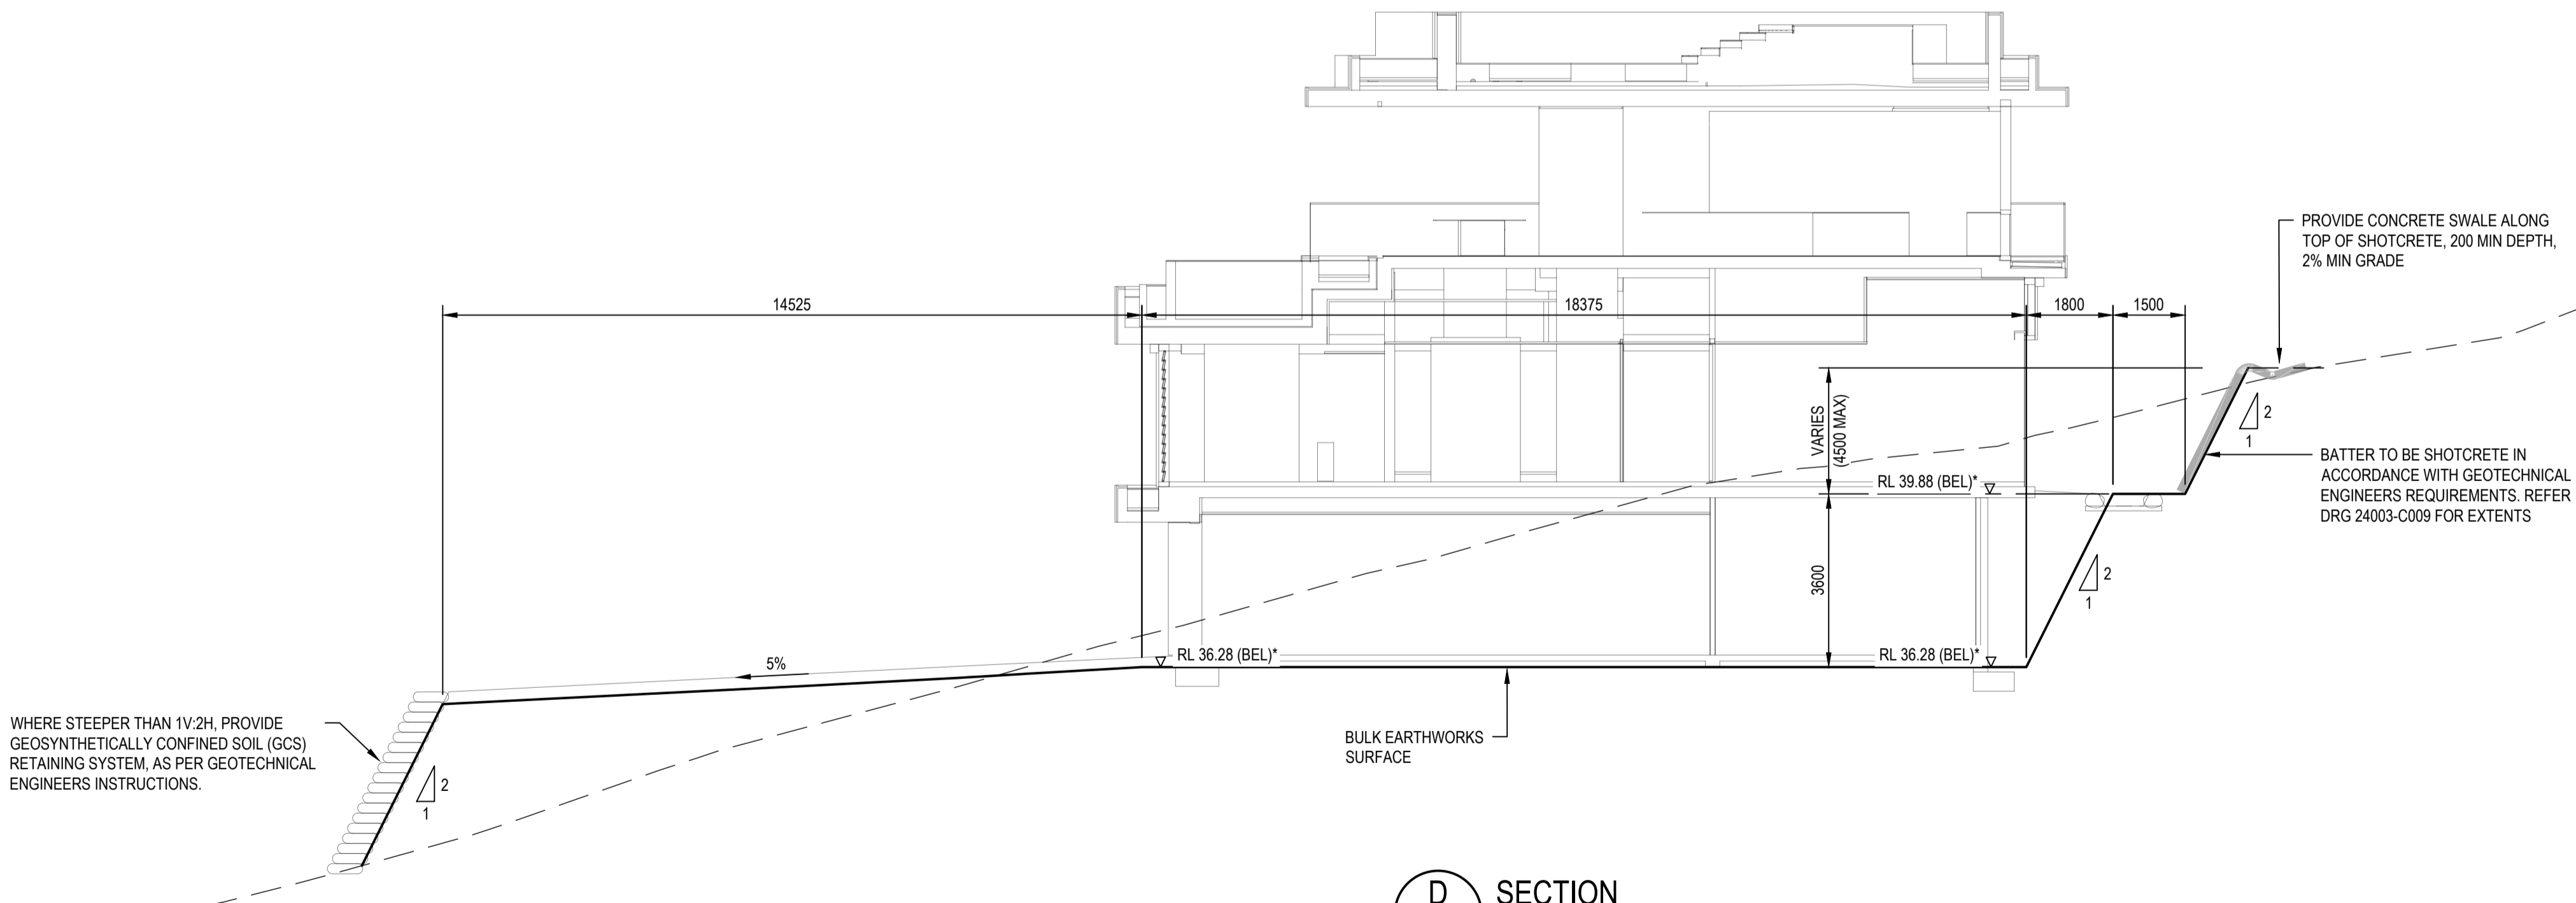 PROVIDE CONCRETE SWALE ALONG
TOP OF SHOTCRETE, 200 MIN DEPTH,
2% MIN GRADE
14525
18375
1800
1500
VARIES
(4500 MAX)
2
1
BATTER TO BE SHOTCRETE IN
ACCORDANCE WITH GEOTECHNICAL
ENGINEERS REQUIREMENTS. REFER
DRG 24003-C009 FOR EXTENTS
RL 39.88 (BEL)*
3600
2
1
5%
RL 36.28 (BEL)*
RL 36.28 (BEL)*
WHERE STEEPER THAN 1V:2H, PROVIDE
GEOSYNTHETICALLY CONFINED SOIL (GCS)
RETAINING SYSTEM, AS PER GEOTECHNICAL
ENGINEERS INSTRUCTIONS.
2
1
BULK EARTHWORKS
SURFACE
D
SECTION